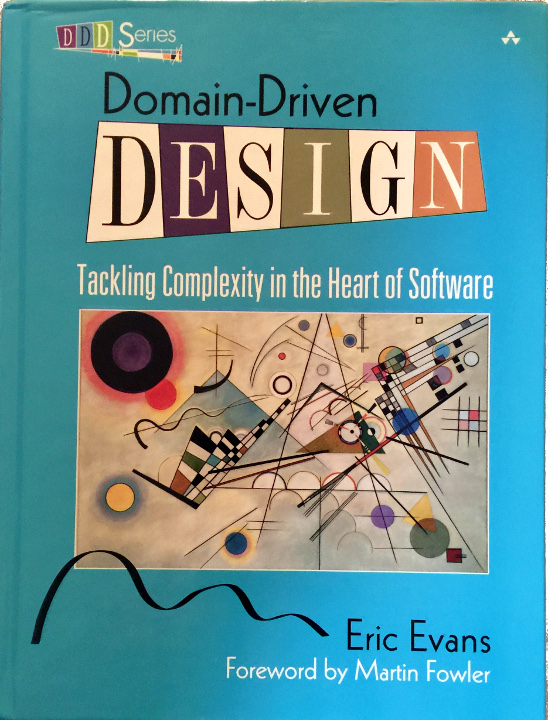 DDD Series
Domain-Driven
DESIGN
Tackling Complexity in the Heart of Software
Eric Evans
Foreword by Martin Fowler